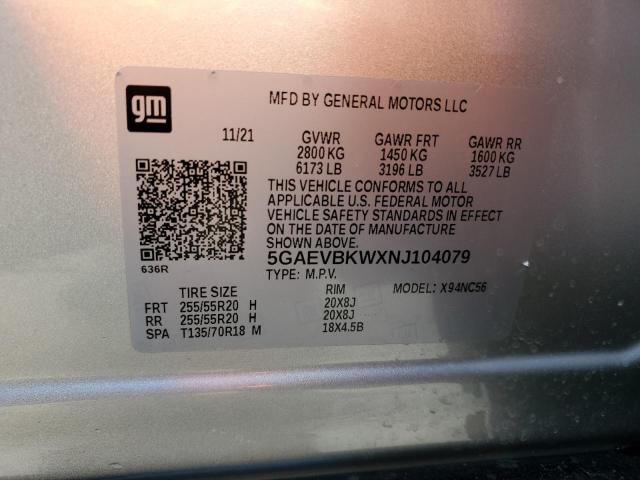 gm
MFD BY GENERAL MOTORS LLC
11/21 GVWR GAWR FRT GAWR RR
2800 KG 1450 KG 1600 KG
6173 LB 3196 LB 3527 LB
THIS VEHICLE CONFORMS TO ALL
APPLICABLE U.S. FEDERAL MOTOR
VEHICLE SAFETY STANDARDS IN EFFECT
ON THE DATE OF MANUFACTURE
SHOWN ABOVE.
636R
5GAEVBKWXNJ104079
TYPE: M.P.V. MODEL: X94NC56
TIRE SIZE RIM
FRT 255/55R20 H 20X8J
RR 255/55R20 H 20X8J
SPA T135/70R18 M 18X4.5B